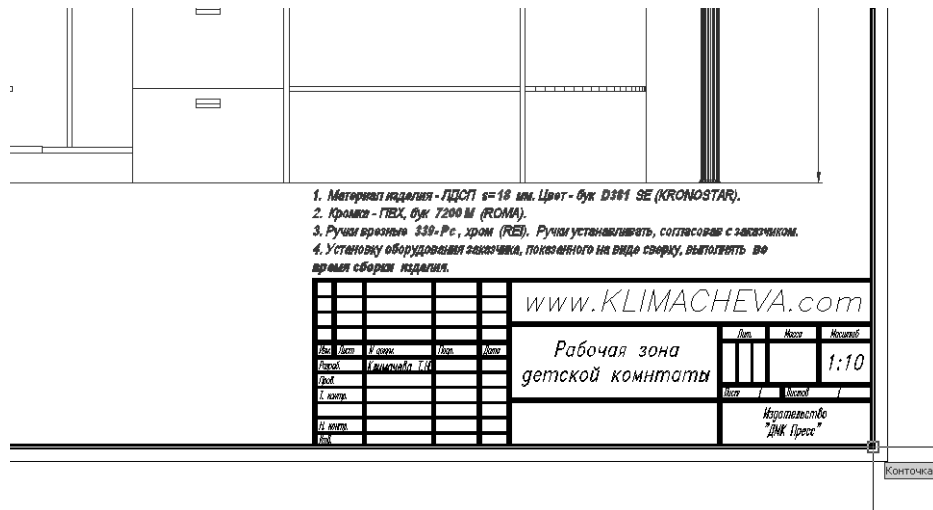 1. Материал изделия - ЛДСП s=18 мм. Цвет - бук D381 SE (KRONOSTAR).
2. Кромка - ПВХ, бук 7200 М (ROMA).
3. Ручки врезные 339-Рс, хром (REI). Ручки устанавливать, согласовав с заказчиком.
4. Установку оборудования заказчика, показанного на виде сверху, выполнять во
время сборки изделия.
www.KLIMACHEVA.com
Изм. Лист N докум. Подп. Дата
Разраб. Климачева Т.Н.
Пров.
Т. контр.
Н. контр.
Утв.
Рабочая зона
детской комнтаты
Лит. Масса Масштаб
1:10
Лист 1 Листов 1
Издательство
"ДМК Пресс"
Конточка